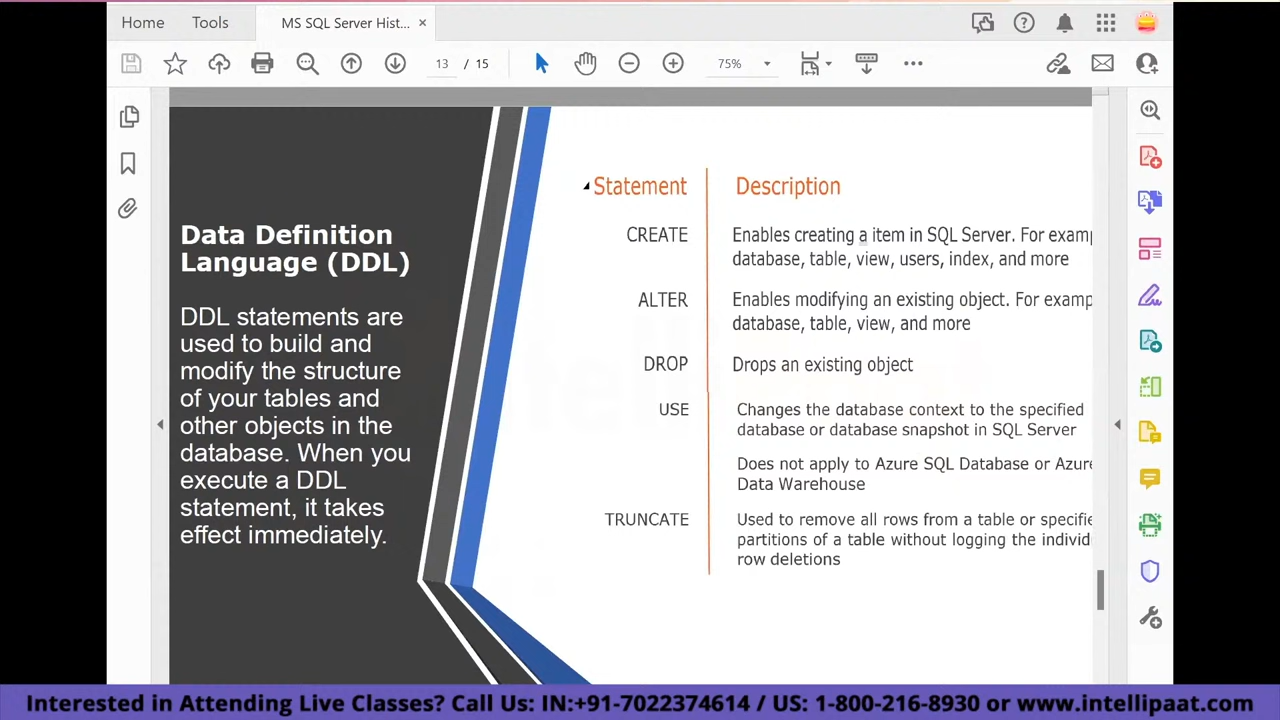 Home
Tools
MS SQL Server Hist...
13 / 15
75%
Data Definition
Language (DDL)
DDL statements are
used to build and
modify the structure
of your tables and
other objects in the
database. When you
execute a DDL
statement, it takes
effect immediately.
Statement Description
CREATE Enables creating a item in SQL Server. For examp
database, table, view, users, index, and more
ALTER Enables modifying an existing object. For examp
database, table, view, and more
DROP Drops an existing object
USE Changes the database context to the specified
database or database snapshot in SQL Server
Does not apply to Azure SQL Database or Azure
Data Warehouse
TRUNCATE Used to remove all rows from a table or specifie
partitions of a table without logging the individ
row deletions
Interested in Attending Live Classes? Call Us: IN:+91-7022374614 / US: 1-800-216-8930 or www.intellipaat.com